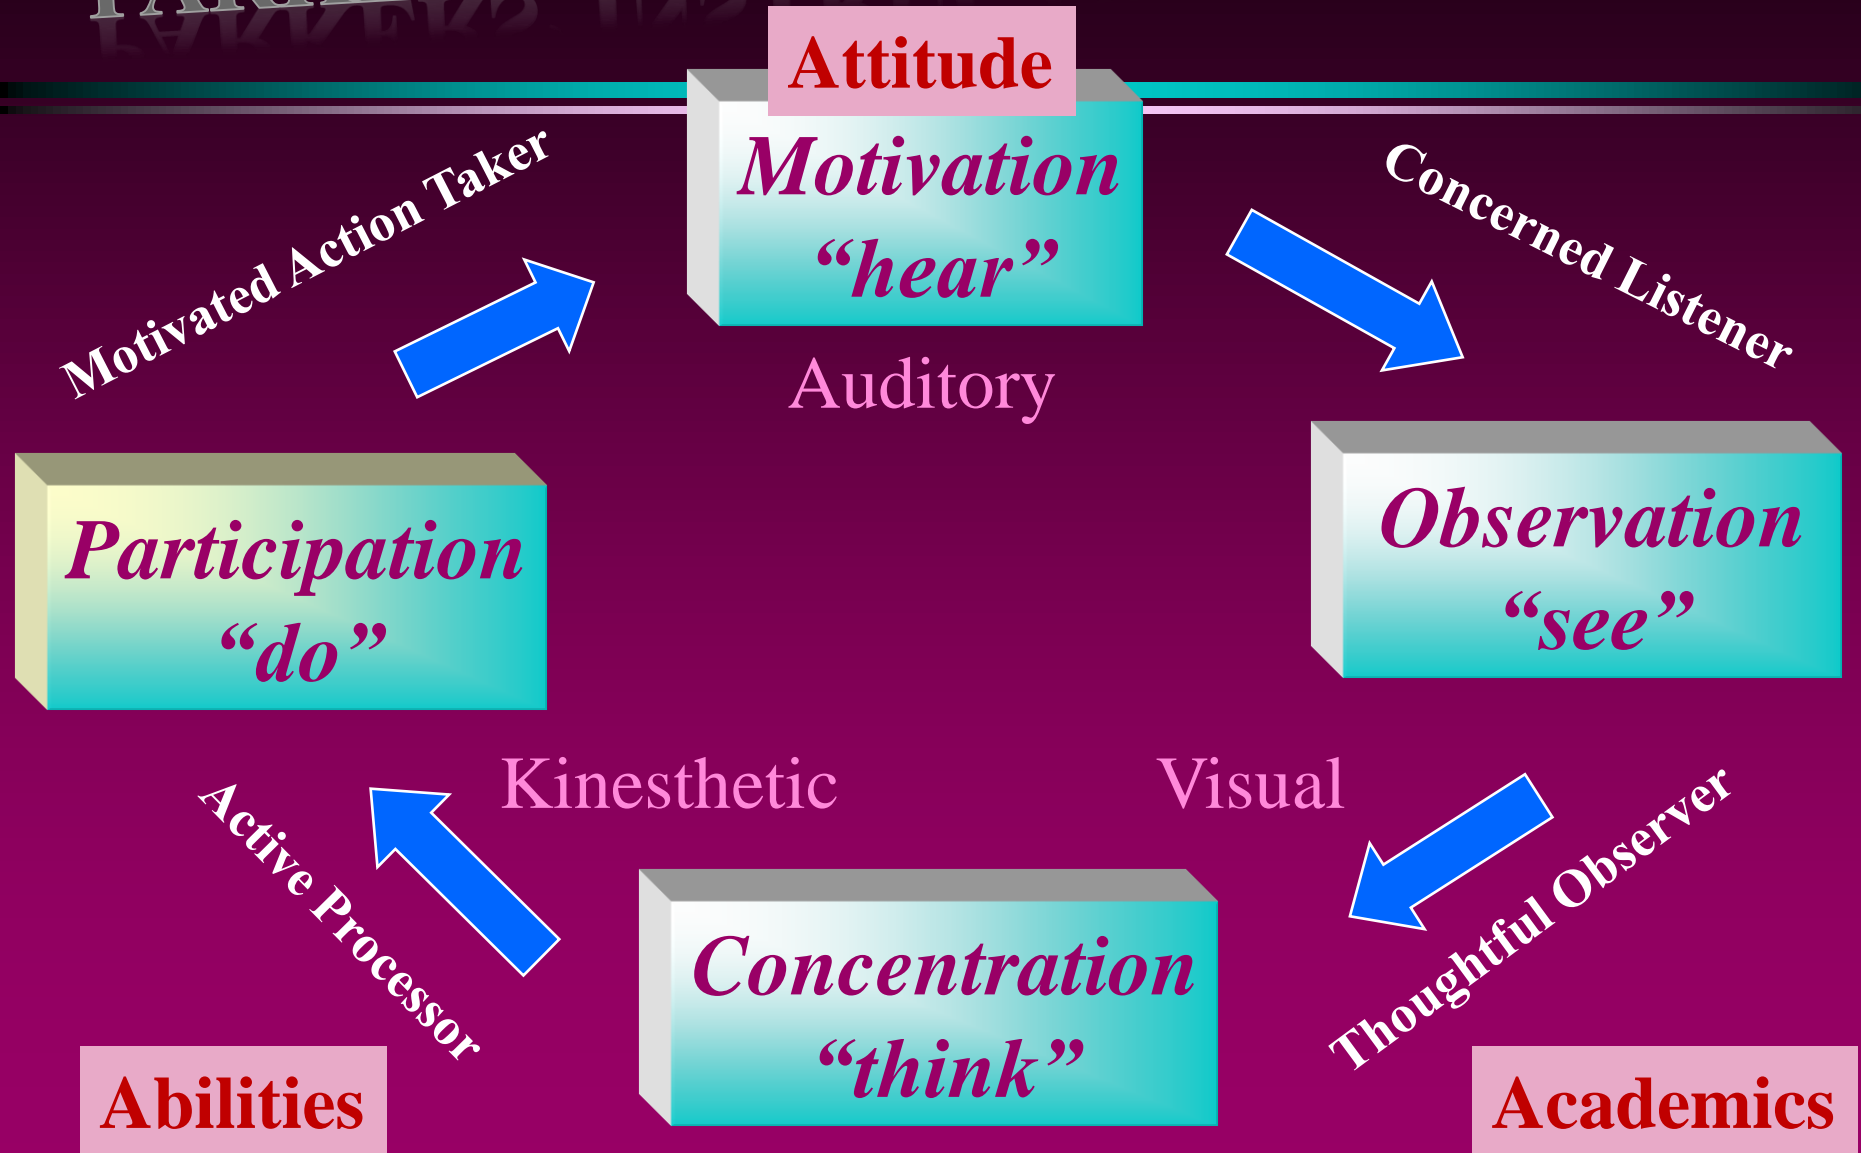 Attitude
Motivation
“hear”
Motivated Action Taker
Concerned Listener
Auditory
Participation
“do”
Observation
“see”
Kinesthetic
Visual
Active Processor
Thoughtful Observer
Concentration
“think”
Abilities
Academics